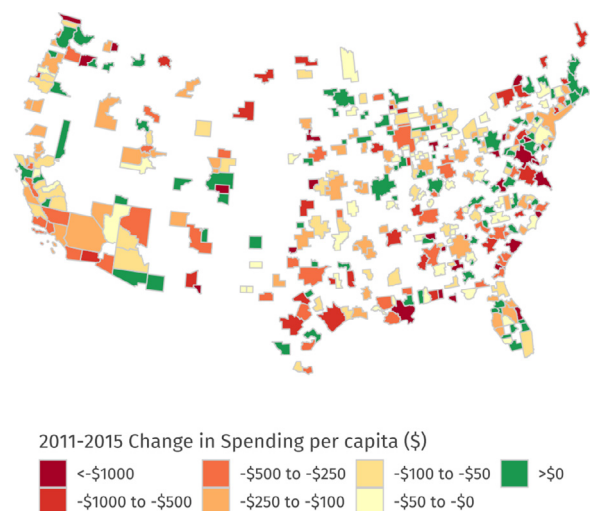 2011-2015 Change in Spending per capita ($)
<-$1000 -$500 to -$250 -$100 to -$50 >$0
-$1000 to -$500 -$250 to -$100 -$50 to -$0